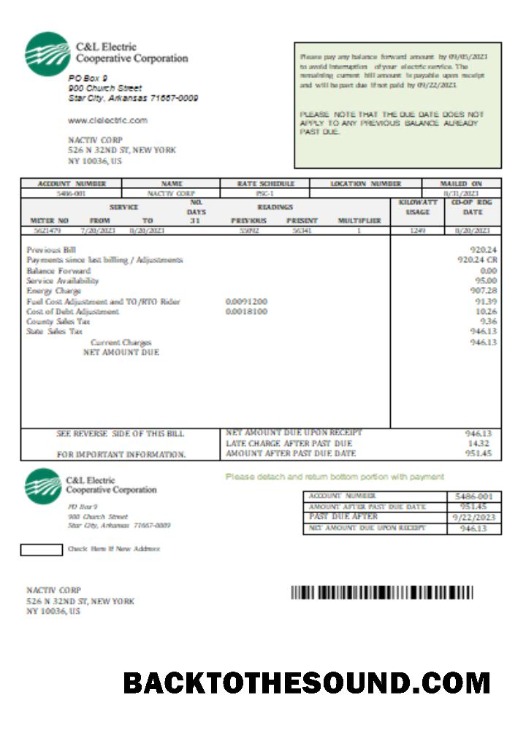 C&L Electric
Cooperative Corporation
PO Box 9
900 Church Street
Star City, Arkansas 71667-0009
www.clelectric.com
NACTIV CORP
526 N 32ND ST, NEW YORK
NY 10036, US
Please pay any balance forward amount by 09/05/2023
to avoid interruption of your electric service. The
remaining current bill amount is payable upon receipt
and will be past due if not paid by 09/22/2023.
PLEASE NOTE THAT THE DUE DATE DOES NOT
APPLY TO ANY PREVIOUS BALANCE ALREADY
PAST DUE.
ACCOUNT NUMBER NAME RATE SCHEDULE LOCATION NUMBER MAILED ON
5486-001 NACTIV CORP PSC-1 8/31/2023
SERVICE NO. DAYS READINGS KILOWATT USAGE CO-OP RDG DATE
METER NO FROM TO 31 PREVIOUS PRESENT MULTIPLIER
5621479 7/20/2023 8/20/2023 55092 56341 1 1249 8/20/2023
Previous Bill 920.24
Payments since last billing / Adjustments 920.24 CR
Balance Forward 0.00
Service Availability 95.00
Energy Charge 907.28
Fuel Cost Adjustment and TO/RTO Rider 0.0091200 91.39
Cost of Debt Adjustment 0.0018100 10.26
County Sales Tax 9.36
State Sales Tax 946.13
Current Charges 946.13
NET AMOUNT DUE
SEE REVERSE SIDE OF THIS BILL NET AMOUNT DUE UPON RECEIPT 946.13
LATE CHARGE AFTER PAST DUE 14.32
FOR IMPORTANT INFORMATION. AMOUNT AFTER PAST DUE DATE 951.45
C&L Electric
Cooperative Corporation
PO Box 9
900 Church Street
Star City, Arkansas 71667-0009
Please detach and return bottom portion with payment
ACCOUNT NUMBER 5486-001
AMOUNT AFTER PAST DUE DATE 951.45
PAST DUE AFTER 9/22/2023
NET AMOUNT DUE UPON RECEIPT 946.13
Check Here If New Address
NACTIV CORP
526 N 32ND ST, NEW YORK
NY 10036, US
BACKTOTHESOUND.COM